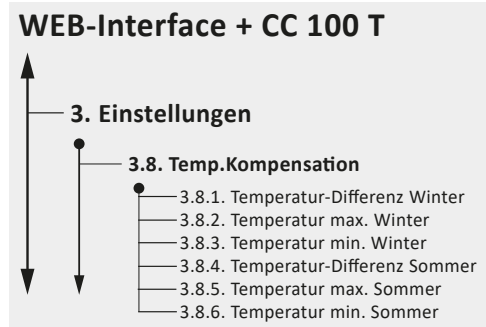 WEB-Interface + CC 100 T
3. Einstellungen
3.8. Temp.Kompensation
3.8.1. Temperatur-Differenz Winter
3.8.2. Temperatur max. Winter
3.8.3. Temperatur min. Winter
3.8.4. Temperatur-Differenz Sommer
3.8.5. Temperatur max. Sommer
3.8.6. Temperatur min. Sommer